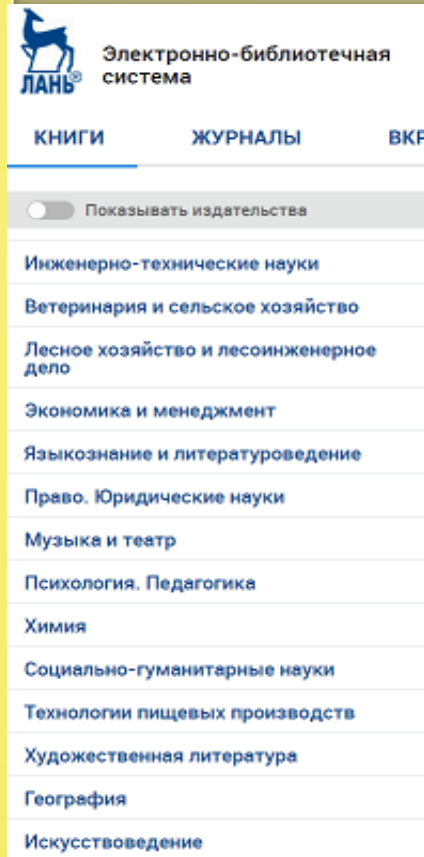 ЛАНЬ®
Электронно-библиотечная
система
КНИГИ ЖУРНАЛЫ ВКР
Показывать издательства
Инженерно-технические науки
Ветеринария и сельское хозяйство
Лесное хозяйство и лесоинженерное
дело
Экономика и менеджмент
Языкознание и литературоведение
Право. Юридические науки
Музыка и театр
Психология. Педагогика
Химия
Социально-гуманитарные науки
Технологии пищевых производств
Художественная литература
География
Искусствоведение